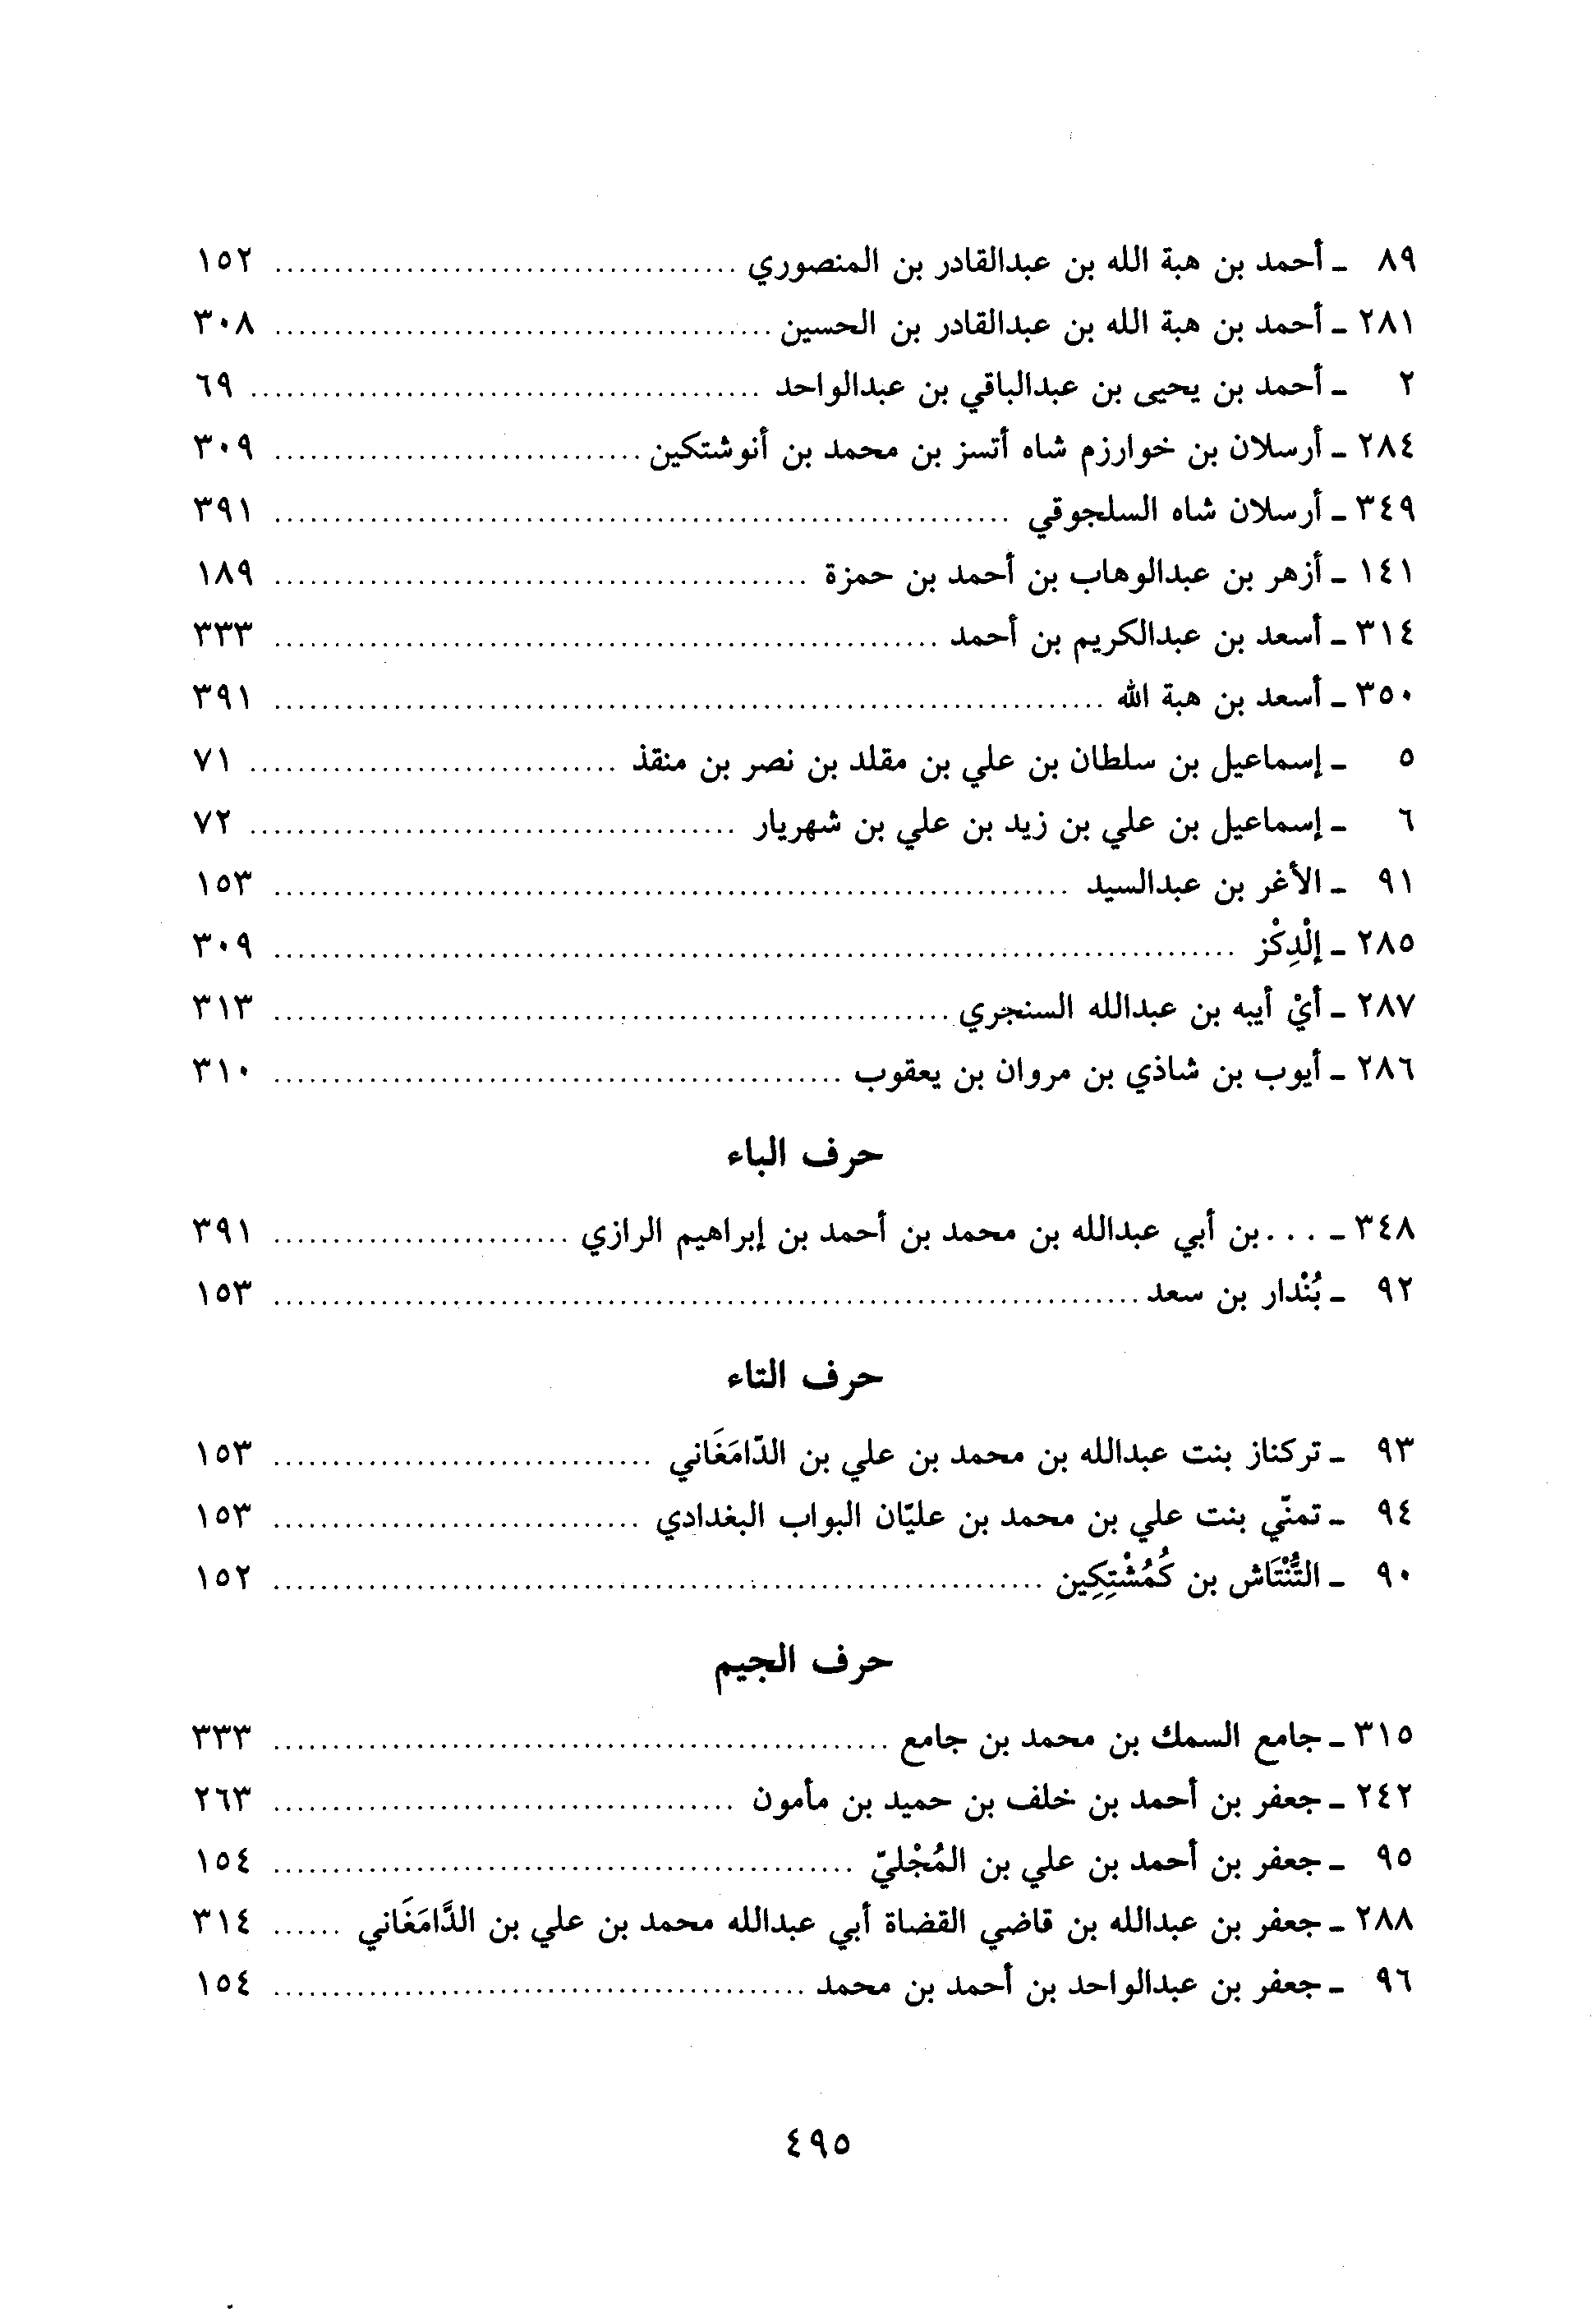 ٨٩ ـ أحمد بن هبة الله بن عبدالقادر بن المنصوري ........ ١٥٢
٢٨١ ـ أحمد بن هبة الله بن عبدالقادر بن الحسين ........ ٣٠٨
٢ ـ أحمد بن يحيى بن عبدالباقي بن عبدالواحد ........ ٦٩
٢٨٤ ـ أرسلان بن خوارزم شاه أتسز بن محمد بن أنوشتكين ........ ٣٠٩
٣٤٩ ـ أرسلان شاه السلجوقي ........ ٣٩١
١٤١ ـ أزهر بن عبدالوهاب بن أحمد بن حمزة ........ ١٨٩
٣١٤ ـ أسعد بن عبدالكريم بن أحمد ........ ٣٣٣
٣٥٠ ـ أسعد بن هبة الله ........ ٣٩١
٥ ـ إسماعيل بن سلطان بن علي بن مقلد بن نصر بن منقذ ........ ٧١
٦ ـ إسماعيل بن علي بن زيد بن علي بن شهريار ........ ٧٢
٩١ ـ الأغر بن عبدالسيد ........ ١٥٣
٢٨٥ ـ إلْدِكْز ........ ٣٠٩
٢٨٧ ـ أيْ أيبه بن عبدالله السنجري ........ ٣١٣
٢٨٦ ـ أيوب بن شاذي بن مروان بن يعقوب ........ ٣١٠
حرف الباء
٣٤٨ ـ . . . بن أبي عبدالله بن محمد بن أحمد بن إبراهيم الرازي ........ ٣٩١
٩٢ ـ بُنْدار بن سعد ........ ١٥٣
حرف التاء
٩٣ ـ تركناز بنت عبدالله بن محمد بن علي بن الدّامَغَاني ........ ١٥٣
٩٤ ـ تمنّي بنت علي بن محمد بن عليّان البواب البغدادي ........ ١٥٣
٩٠ ـ التُّنْتَاش بن كُمُشْتِكِين ........ ١٥٢
حرف الجيم
٣١٥ ـ جامع السمك بن محمد بن جامع ........ ٣٣٣
٢٤٢ ـ جعفر بن أحمد بن خلف بن حميد بن مأمون ........ ٢٦٣
٩٥ ـ جعفر بن أحمد بن علي بن المُجْليّ ........ ١٥٤
٢٨٨ ـ جعفر بن عبدالله بن قاضي القضاة أبي عبدالله محمد بن علي بن الدَّامَغَاني ...... ٣١٤
٩٦ ـ جعفر بن عبدالواحد بن أحمد بن محمد ........ ١٥٤
٤٩٥